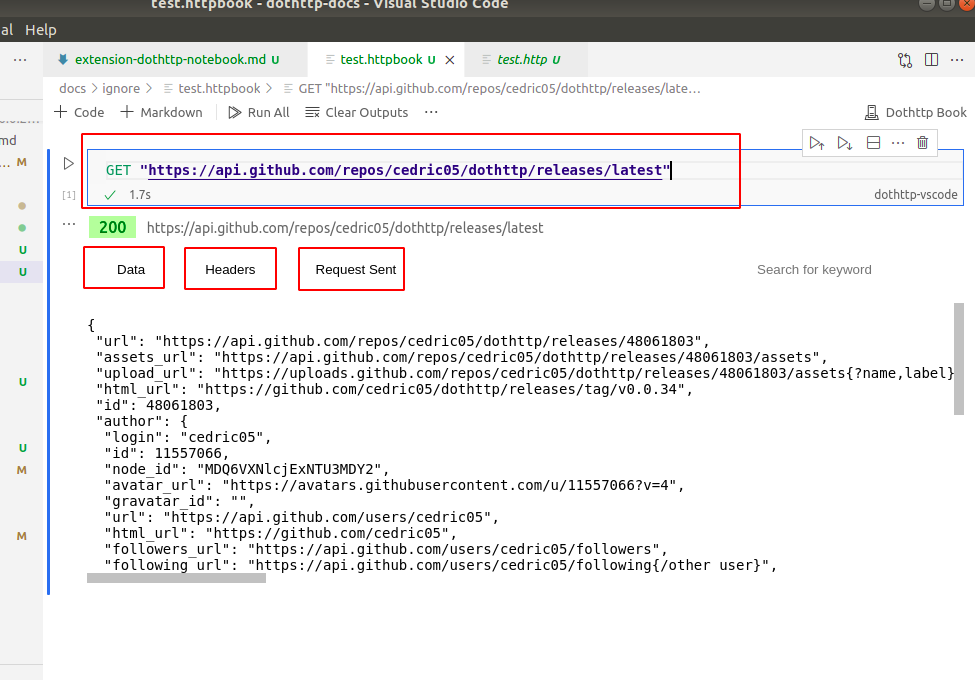 test.httpbook - dothttp-docs - Visual Studio Code
al Help
... extension-dothttp-notebook.md U test.httpbook U test.http U ...
docs ignore test.httpbook GET "https://api.github.com/repos/cedric05/dothttp/releases/late...
Code Markdown Run All Clear Outputs ... Dothttp Book
md
... M
GET "https://api.github.com/repos/cedric05/dothttp/releases/latest"
[1] 1.7s dothttp-vscode
... 200 https://api.github.com/repos/cedric05/dothttp/releases/latest
U
Data Headers Request Sent Search for keyword
U
{
"url": "https://api.github.com/repos/cedric05/dothttp/releases/48061803",
"assets_url": "https://api.github.com/repos/cedric05/dothttp/releases/48061803/assets",
"upload_url": "https://uploads.github.com/repos/cedric05/dothttp/releases/48061803/assets{?name,label}
U
"html_url": "https://github.com/cedric05/dothttp/releases/tag/v0.0.34",
"id": 48061803,
"author": {
"login": "cedric05",
U
"id": 11557066,
M
"node_id": "MDQ6VXNlcjExNTU3MDY2",
"avatar_url": "https://avatars.githubusercontent.com/u/11557066?v=4",
"gravatar_id": "",
"url": "https://api.github.com/users/cedric05",
M
"html_url": "https://github.com/cedric05",
"followers_url": "https://api.github.com/users/cedric05/followers",
"following_url": "https://api.github.com/users/cedric05/following{/other_user}",